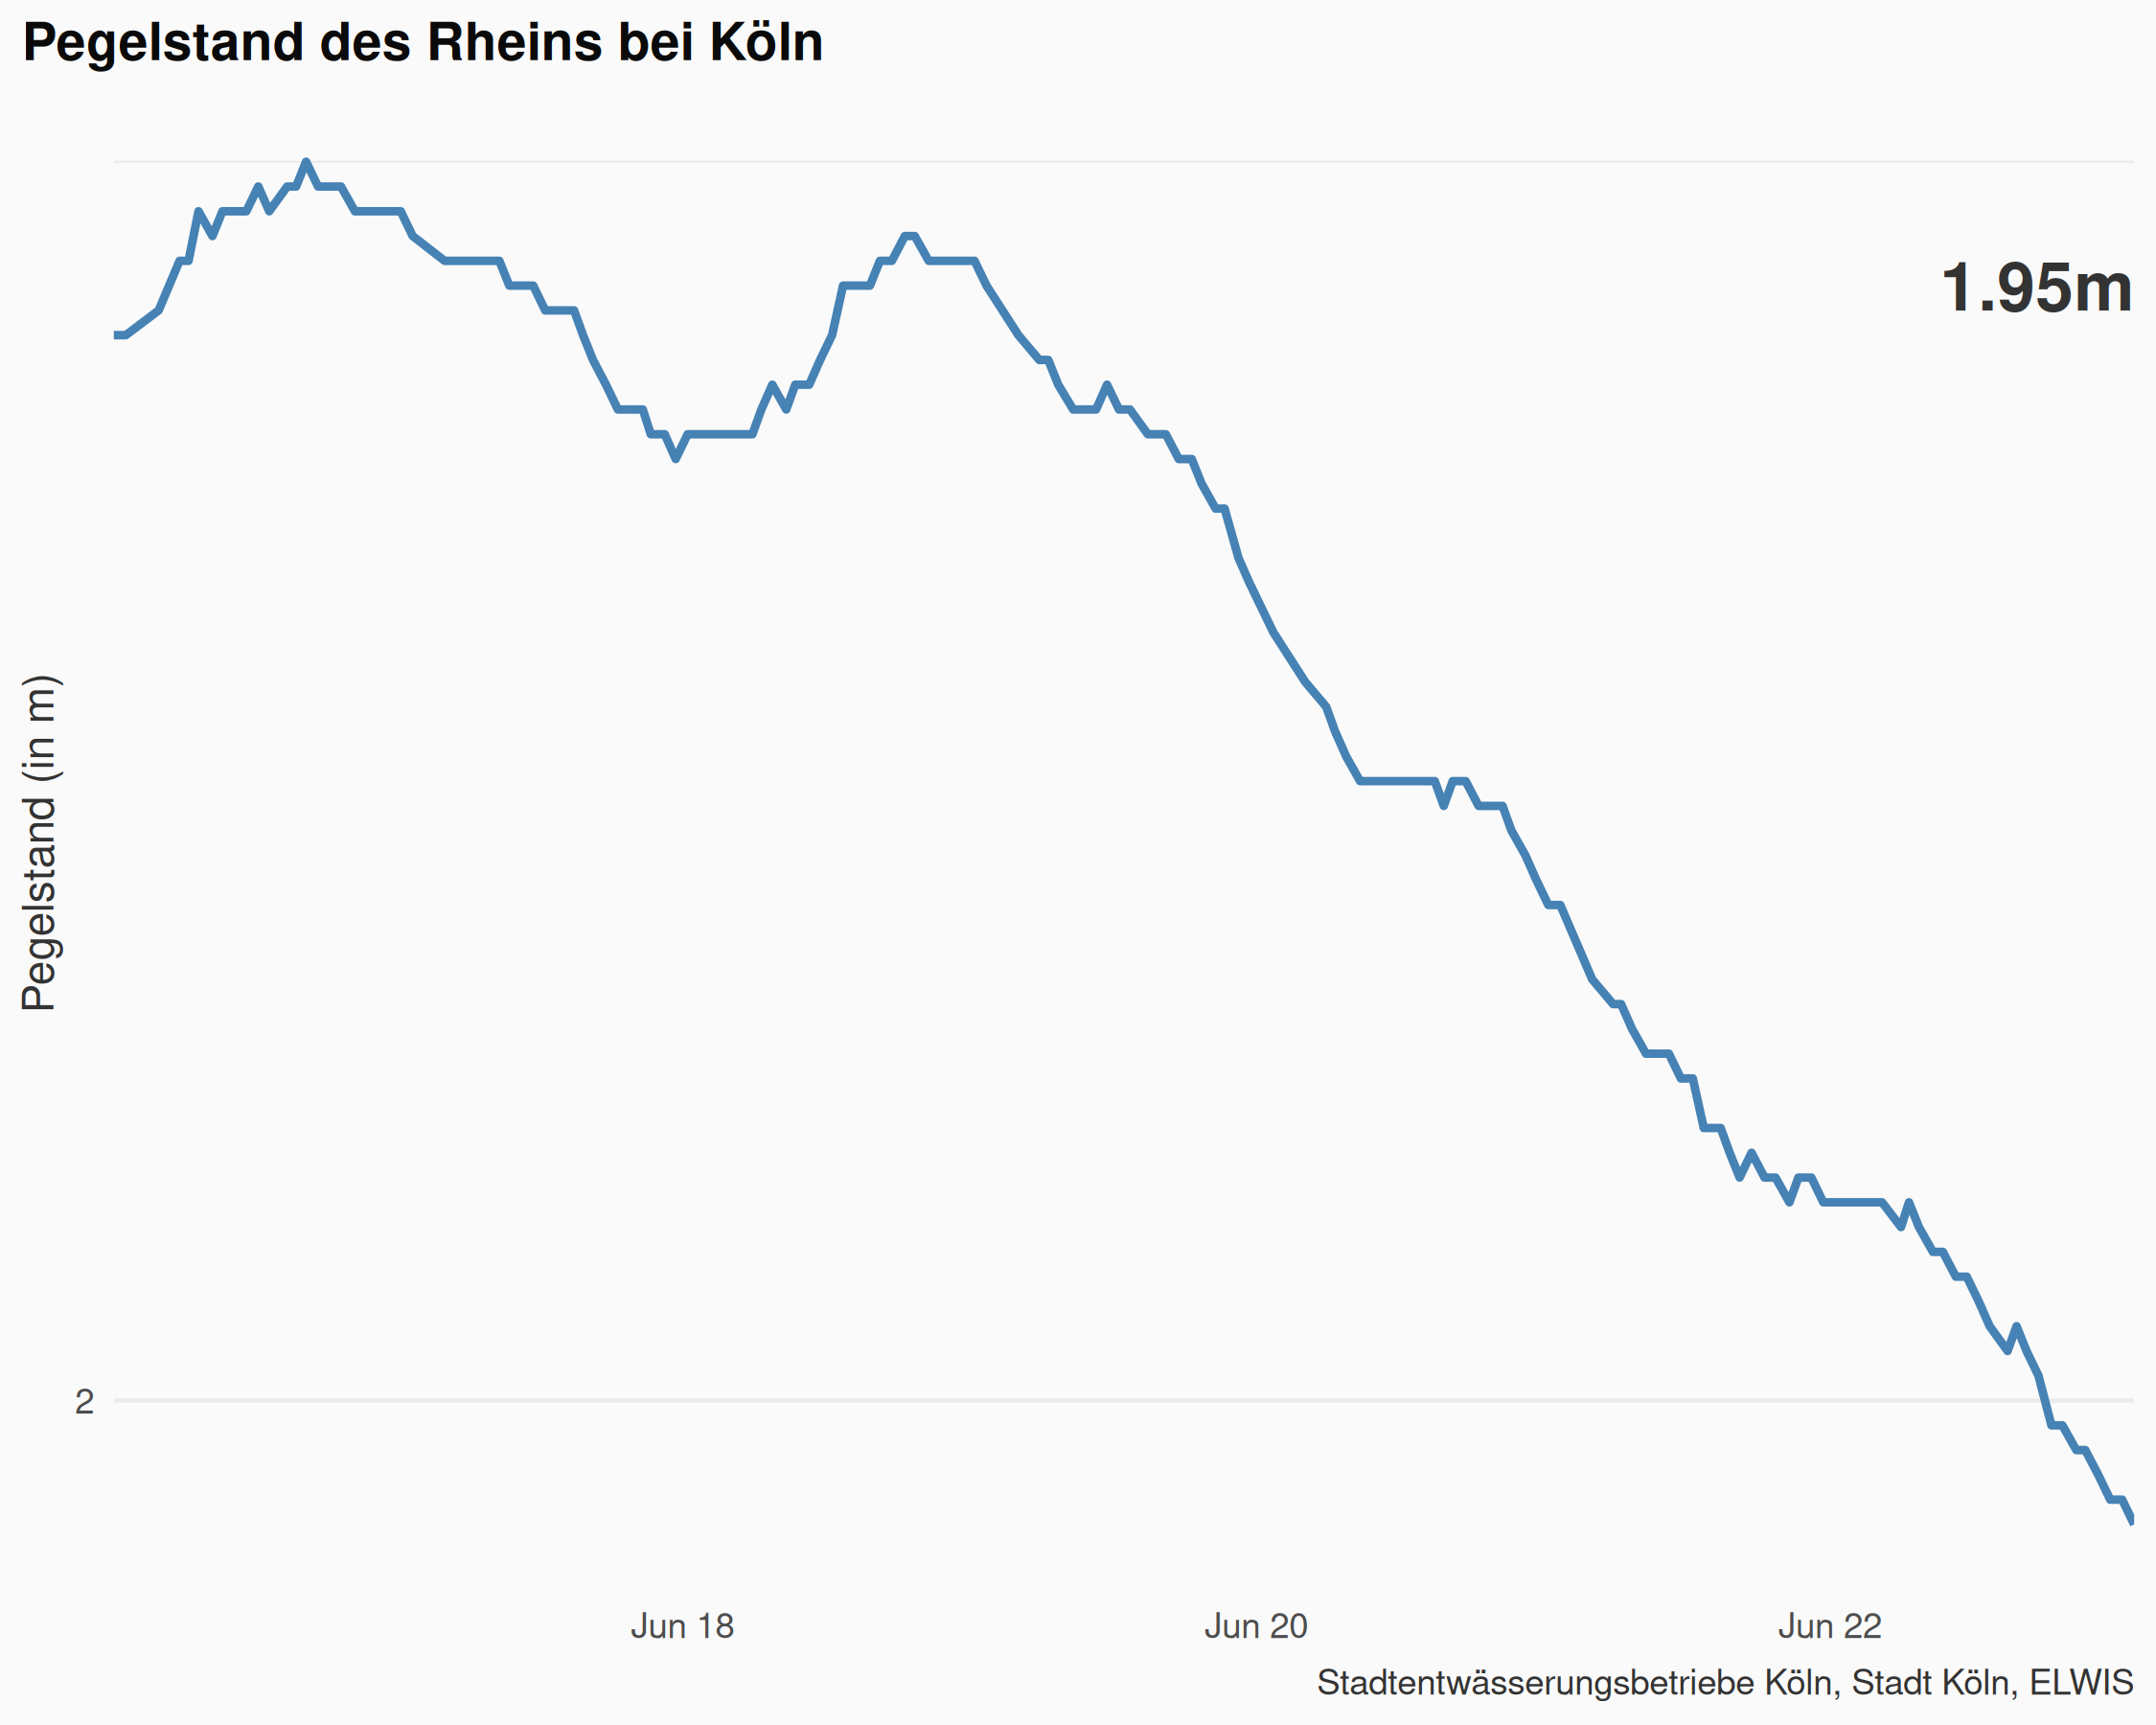 Pegelstand des Rheins bei Köln
1.95m
Pegelstand (in m)
2
Jun 18 Jun 20 Jun 22
Stadtentwässerungsbetriebe Köln, Stadt Köln, ELWIS